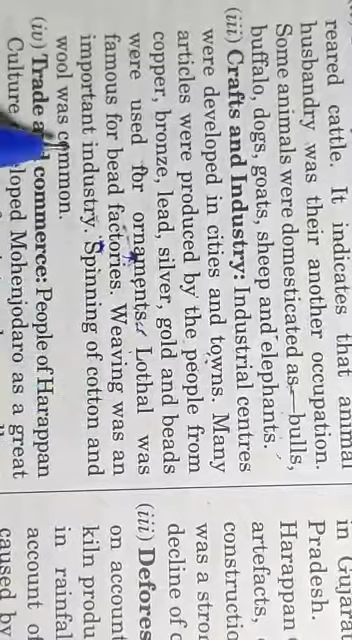 reared cattle. It indicates that animal
husbandry was their another occupation.
Some animals were domesticated as—bulls,
buffalo, dogs, goats, sheep and elephants.
(iii) Crafts and Industry: Industrial centres
were developed in cities and towns. Many
articles were produced by the people from
copper, bronze, lead, silver, gold and beads
were used for ornaments. Lothal was
famous for bead factories. Weaving was an
important industry. Spinning of cotton and
wool was common.
(iv) Trade commerce: People of Harappan
Culture Mohenjodaro as a great
in Gujara
Pradesh.
Harappan
artefacts,
constructi
was a stro
decline of
(iii) Defores
on account
kiln produ
in rainfal
account of
caused by